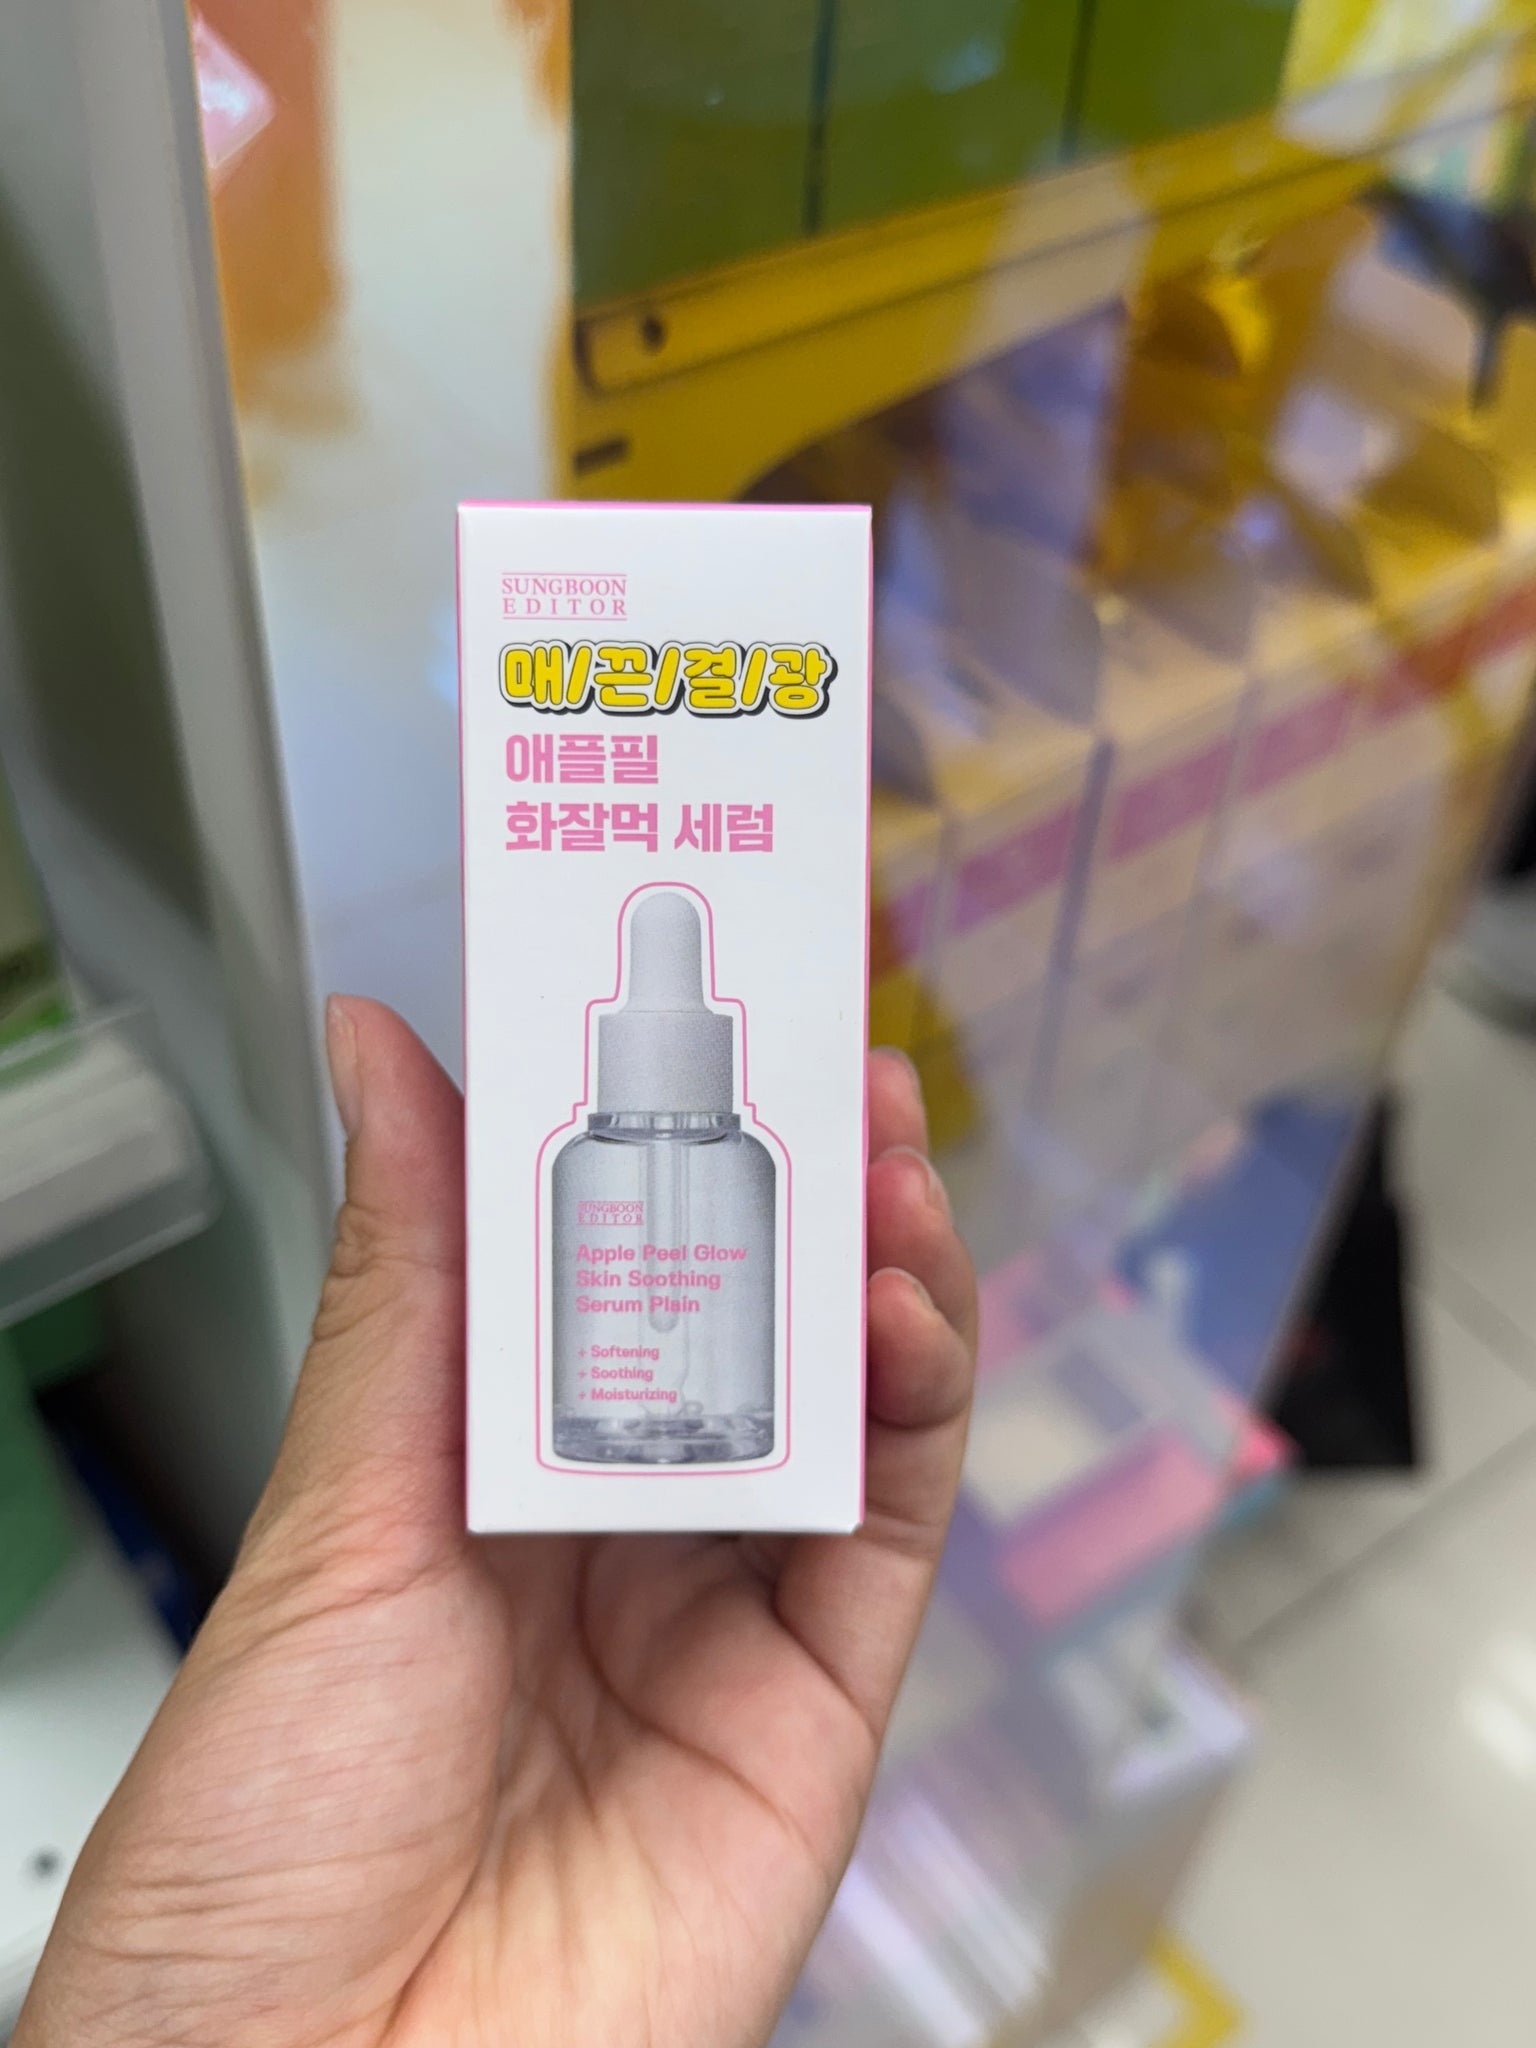 SUNGBOON
EDITOR
매/끈/결/광
애플필
화잘먹 세럼
SUNGBOON
EDITOR
Apple Peel Glow
Skin Soothing
Serum Plain
+ Softening
+ Soothing
+ Moisturizing